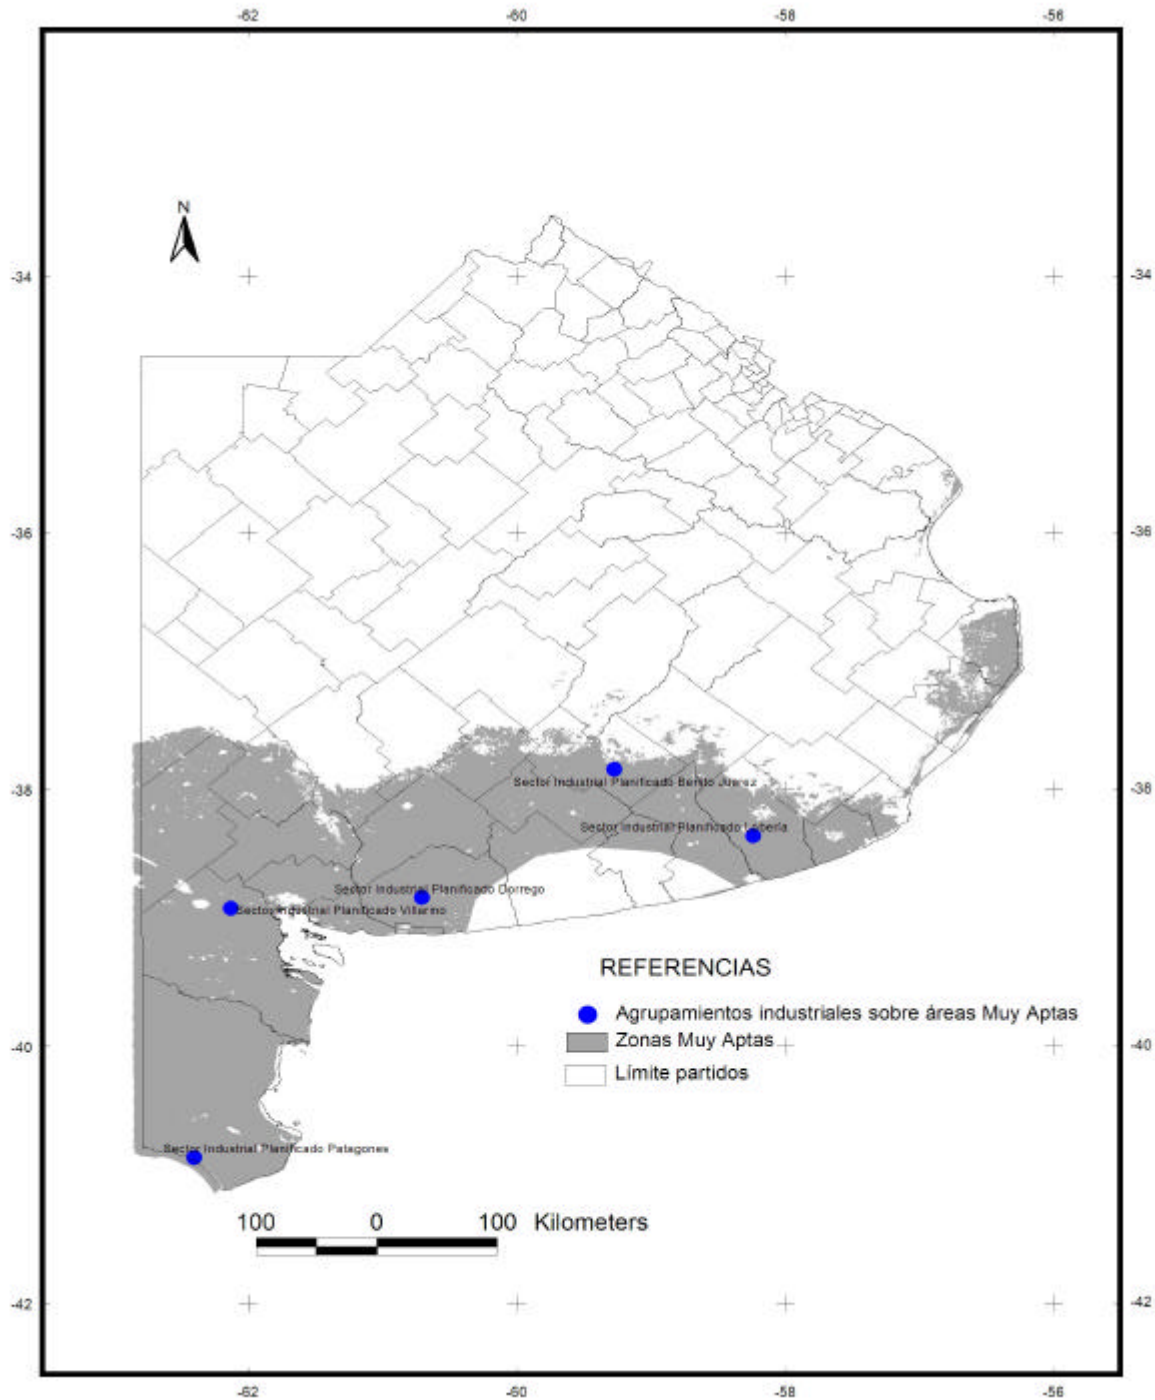 -62 -60 -58 -56
N
-34 -34
-36 -36
Sector Industrial Planificado Benito Juarez
-38 -38
Sector Industrial Planificado Lobería
Sector Industrial Planificado Dorrego
Sector Industrial Planificado Villarino
REFERENCIAS
Agrupamientos industriales sobre áreas Muy Aptas
Zonas Muy Aptas
-40 -40
Límite partidos
Sector Industrial Planificado Patagones
100 0 100 Kilometers
-42 -42
-62 -60 -58 -56